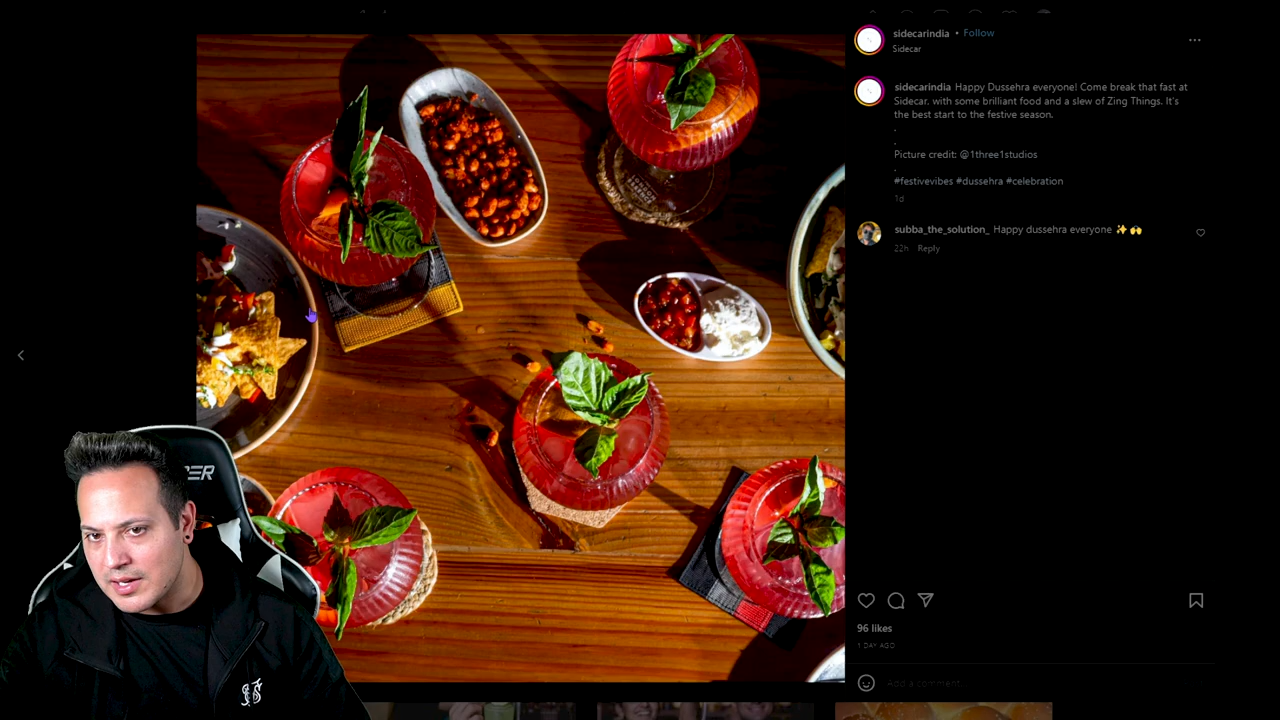 sidecarindia • Follow
Sidecar
sidecarindia Happy Dussehra everyone! Come break that fast at
Sidecar, with some brilliant food and a slew of Zing Things. It's
the best start to the festive season.
.
.
Picture credit: @1three1studios
.
#festivevibes #dussehra #celebration
1d
subba_the_solution_ Happy dussehra everyone ✨🙌
22h Reply
96 likes
1 DAY AGO
Add a comment...